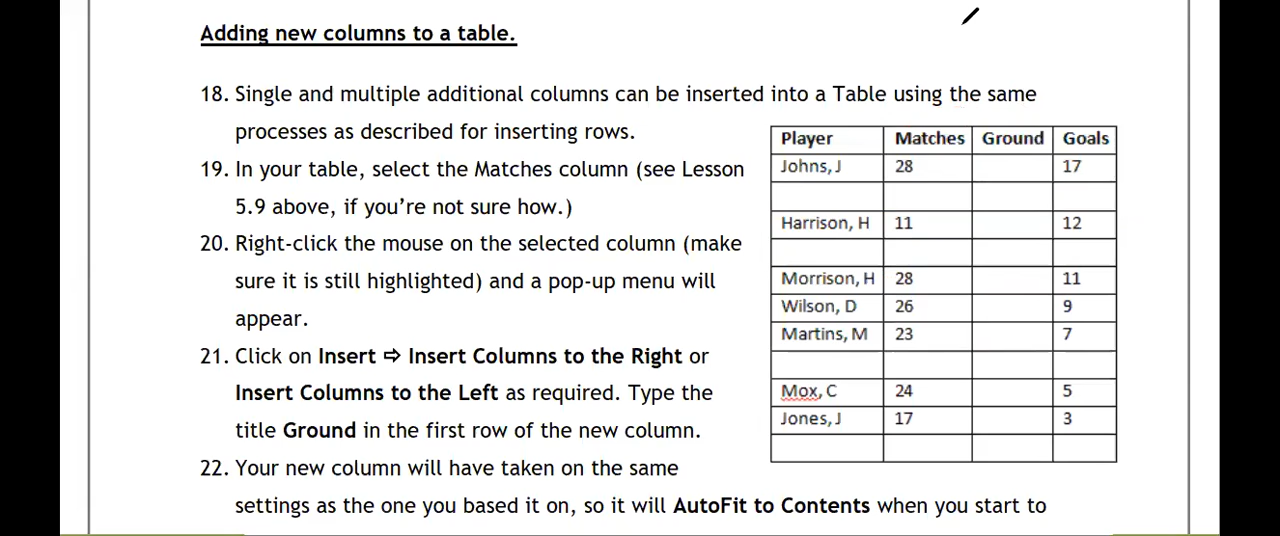 Adding new columns to a table.
18. Single and multiple additional columns can be inserted into a Table using the same
processes as described for inserting rows.
19. In your table, select the Matches column (see Lesson
5.9 above, if you’re not sure how.)
20. Right-click the mouse on the selected column (make
sure it is still highlighted) and a pop-up menu will
appear.
21. Click on Insert ⇨ Insert Columns to the Right or
Insert Columns to the Left as required. Type the
title Ground in the first row of the new column.
22. Your new column will have taken on the same
settings as the one you based it on, so it will AutoFit to Contents when you start to
Player Matches Ground Goals
Johns, J 28 17
Harrison, H 11 12
Morrison, H 28 11
Wilson, D 26 9
Martins, M 23 7
Mox, C 24 5
Jones, J 17 3